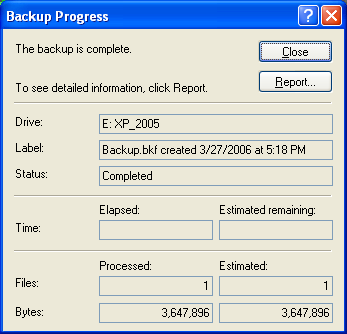 Backup Progress
The backup is complete.
Close
To see detailed information, click Report.
Report...
Drive:
E: XP_2005
Label:
Backup.bkf created 3/27/2006 at 5:18 PM
Status:
Completed
Elapsed:
Estimated remaining:
Time:
Processed:
Estimated:
Files:
1
1
Bytes:
3,647,896
3,647,896